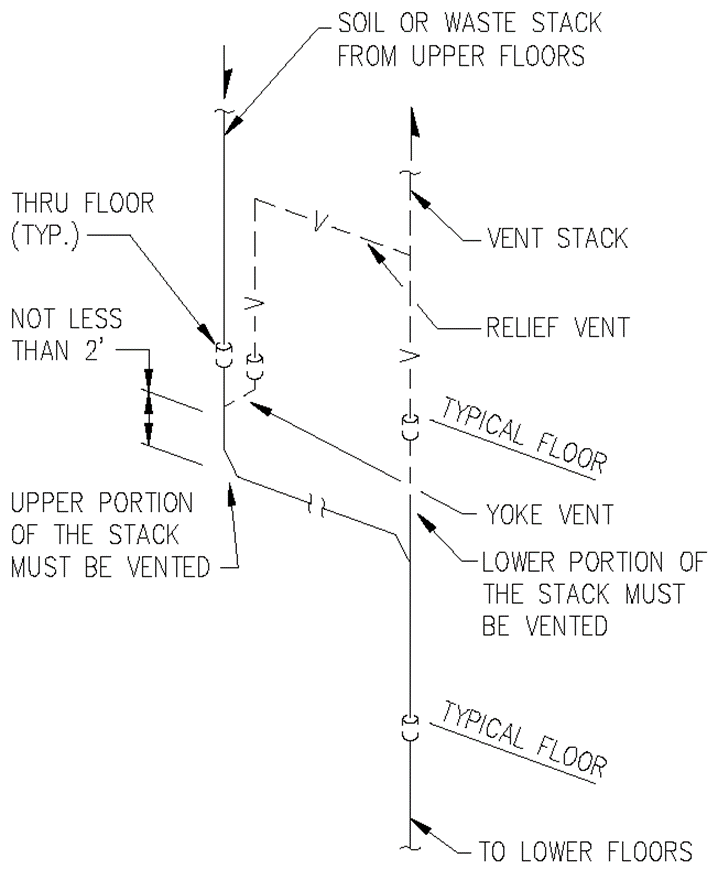 SOIL OR WASTE STACK
FROM UPPER FLOORS
THRU FLOOR
(TYP.)
VENT STACK
V
V
NOT LESS
THAN 2'
RELIEF VENT
V
TYPICAL FLOOR
UPPER PORTION
OF THE STACK
MUST BE VENTED
YOKE VENT
LOWER PORTION OF
THE STACK MUST
BE VENTED
TYPICAL FLOOR
TO LOWER FLOORS